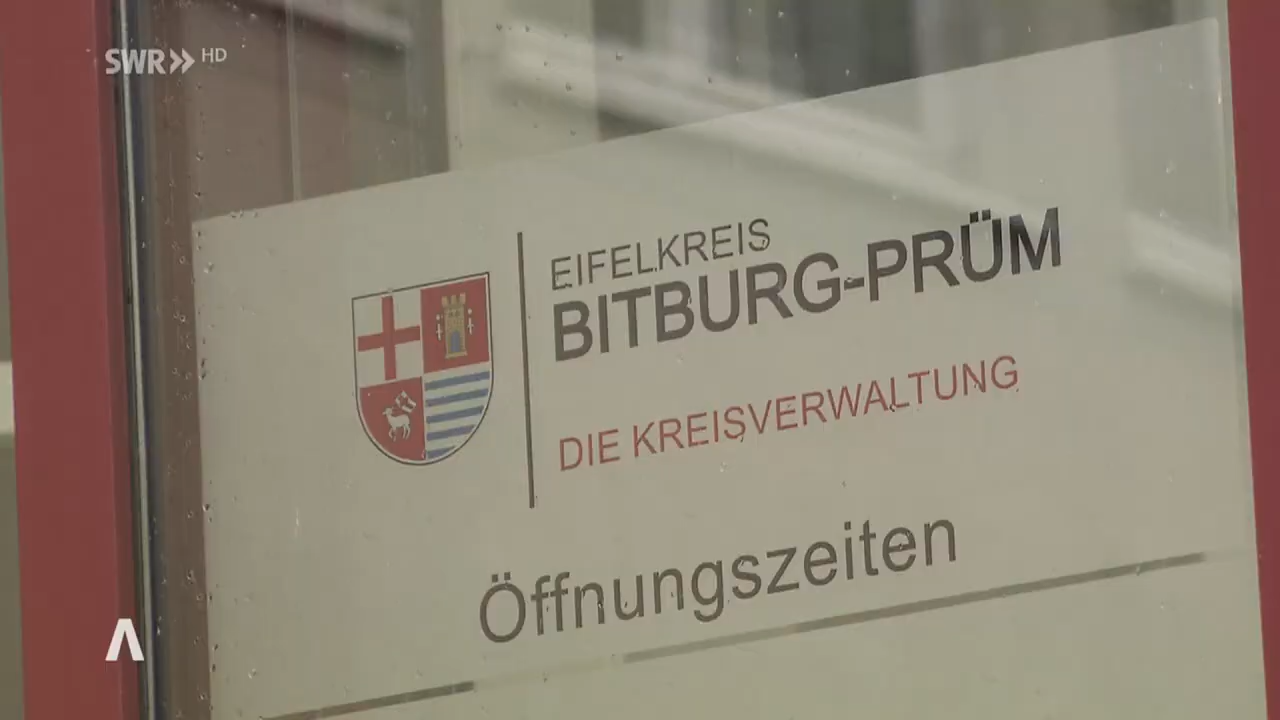 SWR» HD
EIFELKREIS
BITBURG-PRÜM
DIE KREISVERWALTUNG
Öffnungszeiten